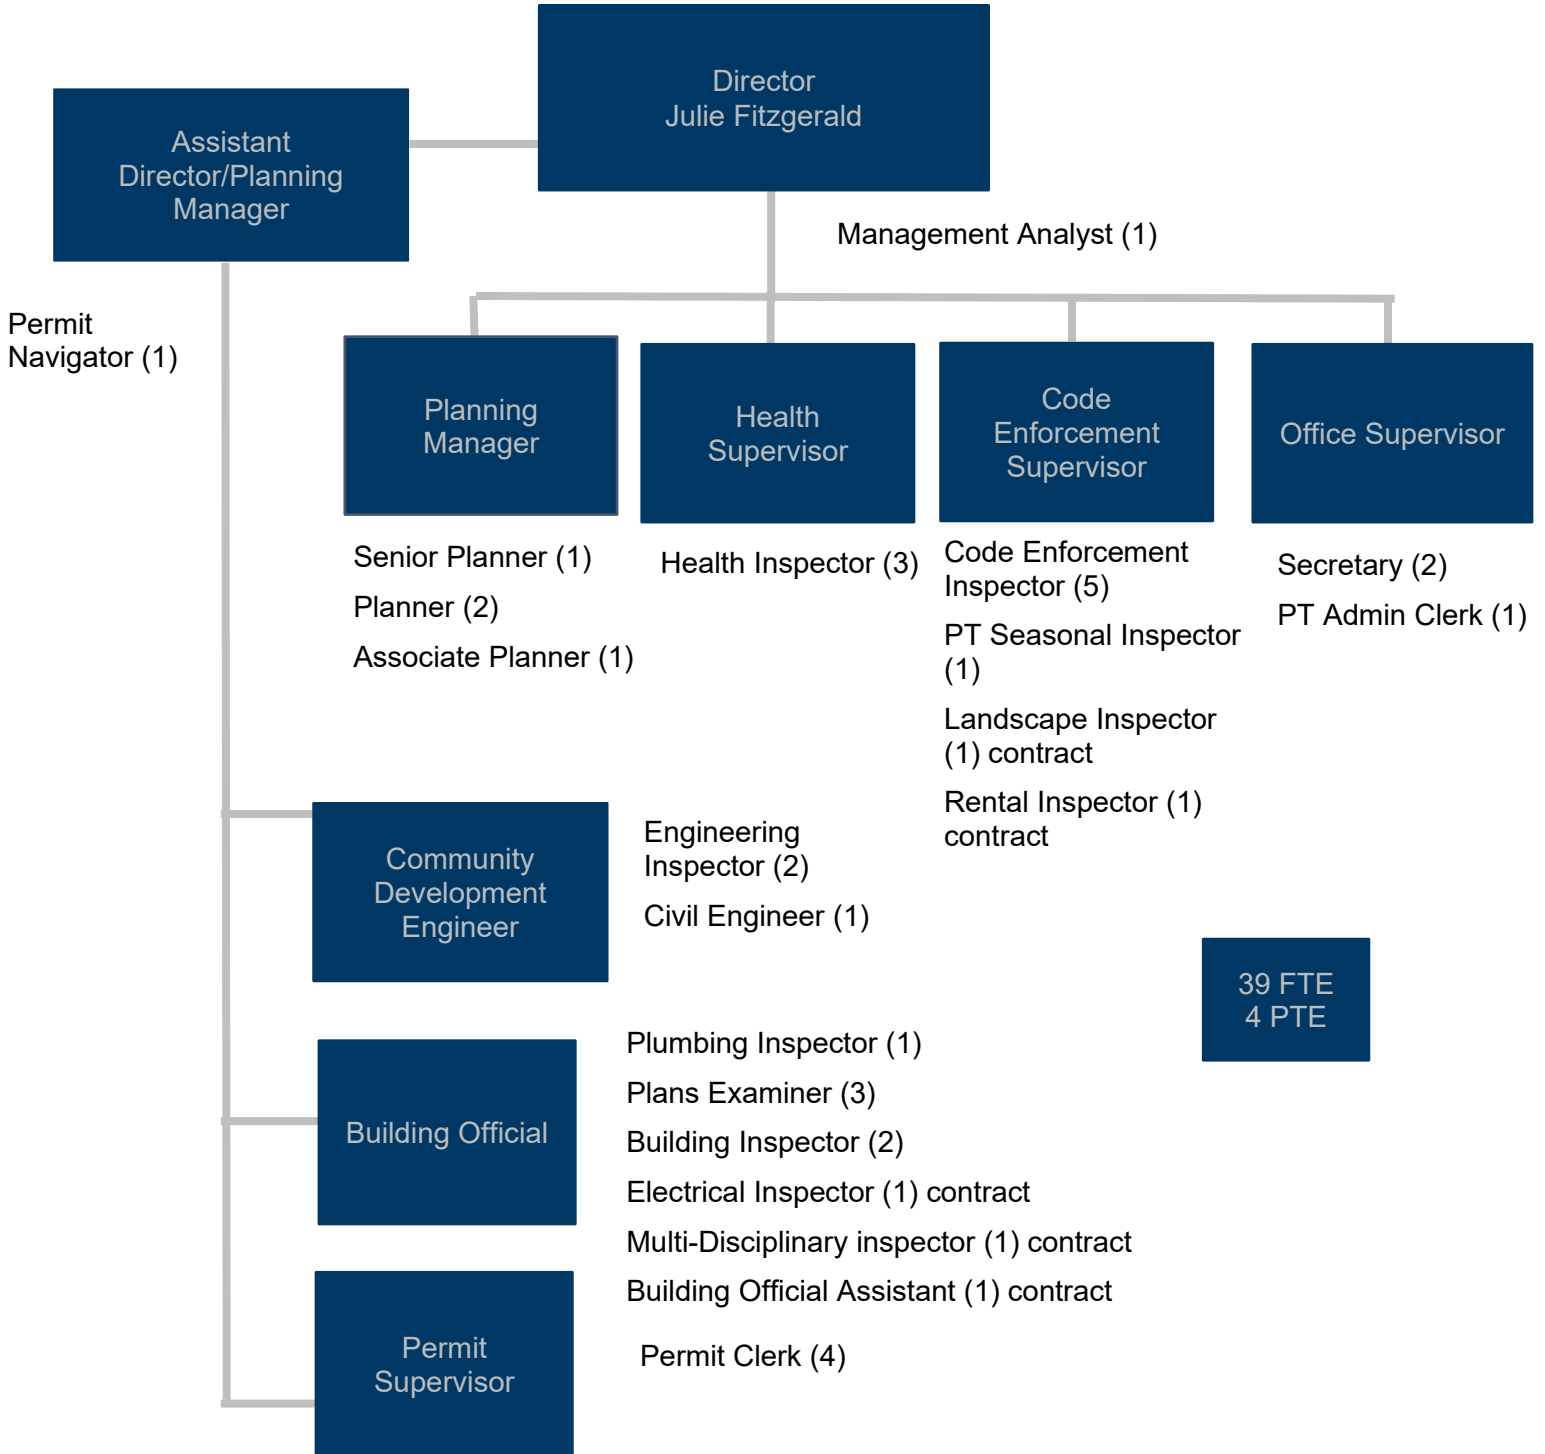 Director
Julie Fitzgerald
Assistant
Director/Planning
Manager
Management Analyst (1)
Permit
Navigator (1)
Planning
Manager
Health
Supervisor
Code
Enforcement
Supervisor
Office Supervisor
Senior Planner (1)
Planner (2)
Associate Planner (1)
Health Inspector (3)
Code Enforcement
Inspector (5)
PT Seasonal Inspector
(1)
Landscape Inspector
(1) contract
Rental Inspector (1)
contract
Secretary (2)
PT Admin Clerk (1)
Community
Development
Engineer
Engineering
Inspector (2)
Civil Engineer (1)
39 FTE
4 PTE
Building Official
Plumbing Inspector (1)
Plans Examiner (3)
Building Inspector (2)
Electrical Inspector (1) contract
Multi-Disciplinary inspector (1) contract
Building Official Assistant (1) contract
Permit
Supervisor
Permit Clerk (4)